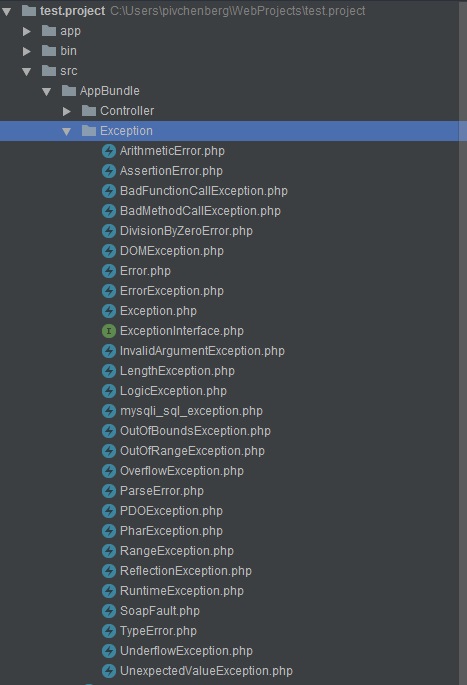 test.project C:\Users\pivchenberg\WebProjects\test.project
app
bin
src
AppBundle
Controller
Exception
ArithmeticError.php
AssertionError.php
BadFunctionCallException.php
BadMethodCallException.php
DivisionByZeroError.php
DOMException.php
Error.php
ErrorException.php
Exception.php
I ExceptionInterface.php
InvalidArgumentException.php
LengthException.php
LogicException.php
mysqli_sql_exception.php
OutOfBoundsException.php
OutOfRangeException.php
OverflowException.php
ParseError.php
PDOException.php
PharException.php
RangeException.php
ReflectionException.php
RuntimeException.php
SoapFault.php
TypeError.php
UnderflowException.php
UnexpectedValueException.php